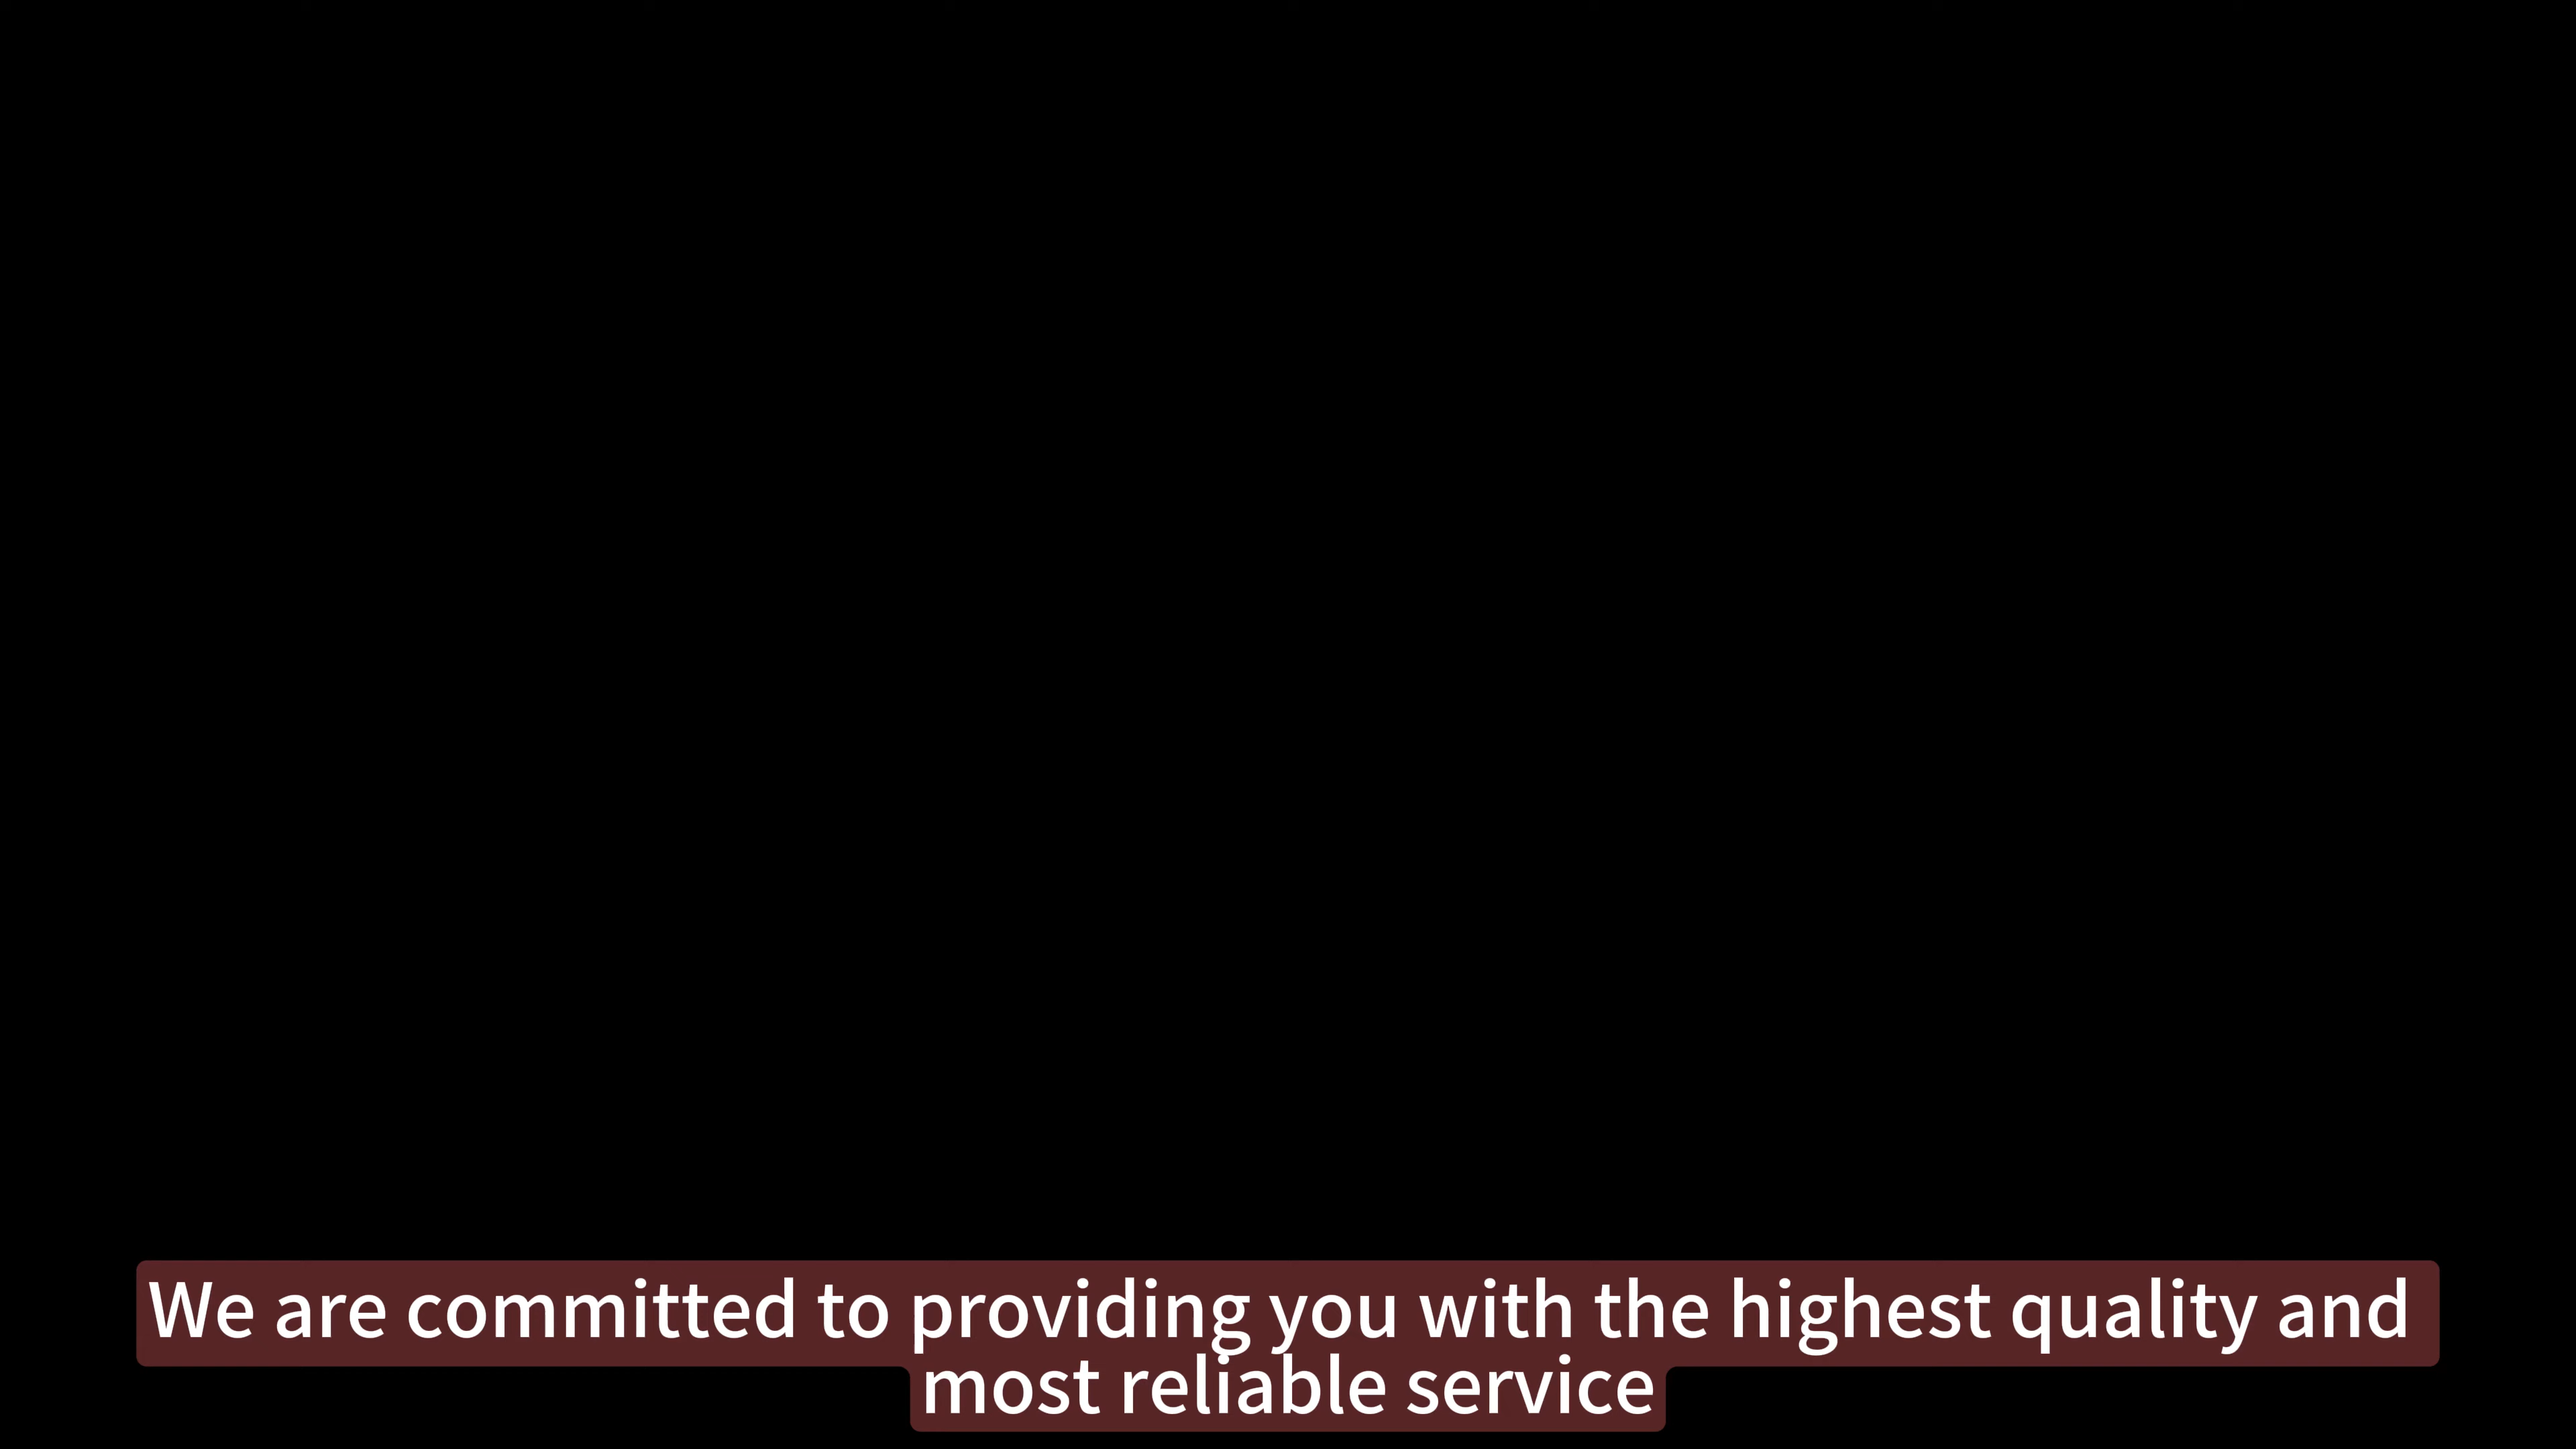 We are committed to providing you with the highest quality and
most reliable service